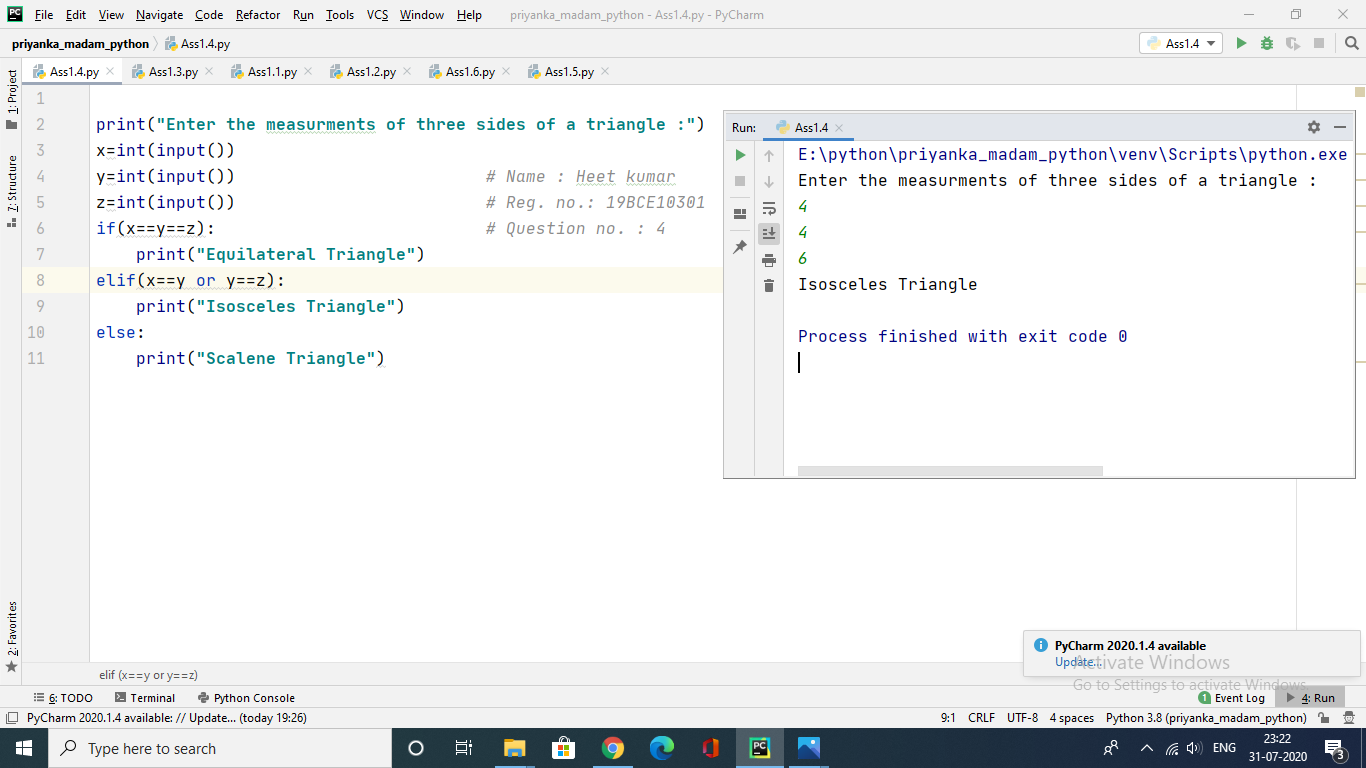 File Edit View Navigate Code Refactor Run Tools VCS Window Help priyanka_madam_python - Ass1.4.py - PyCharm
priyanka_madam_python Ass1.4.py Ass1.4
1: Project
Ass1.4.py Ass1.3.py Ass1.1.py Ass1.2.py Ass1.6.py Ass1.5.py
1
2 print("Enter the measurments of three sides of a triangle :")
3 x=int(input())
4 y=int(input()) # Name : Heet kumar
5 z=int(input()) # Reg. no.: 19BCE10301
6 if(x==y==z): # Question no. : 4
7 print("Equilateral Triangle")
8 elif(x==y or y==z):
9 print("Isosceles Triangle")
10 else:
11 print("Scalene Triangle")
7: Structure
2: Favorites
Run: Ass1.4
E:\python\priyanka_madam_python\venv\Scripts\python.exe
Enter the measurments of three sides of a triangle :
4
4
6
Isosceles Triangle
Process finished with exit code 0
PyCharm 2020.1.4 available
Update...
Activate Windows
Go to Settings to activate Windows.
elif (x==y or y==z)
6: TODO Terminal Python Console 1 Event Log 4: Run
PyCharm 2020.1.4 available: // Update... (today 19:26) 9:1 CRLF UTF-8 4 spaces Python 3.8 (priyanka_madam_python)
Type here to search ENG 23:22
31-07-2020 3